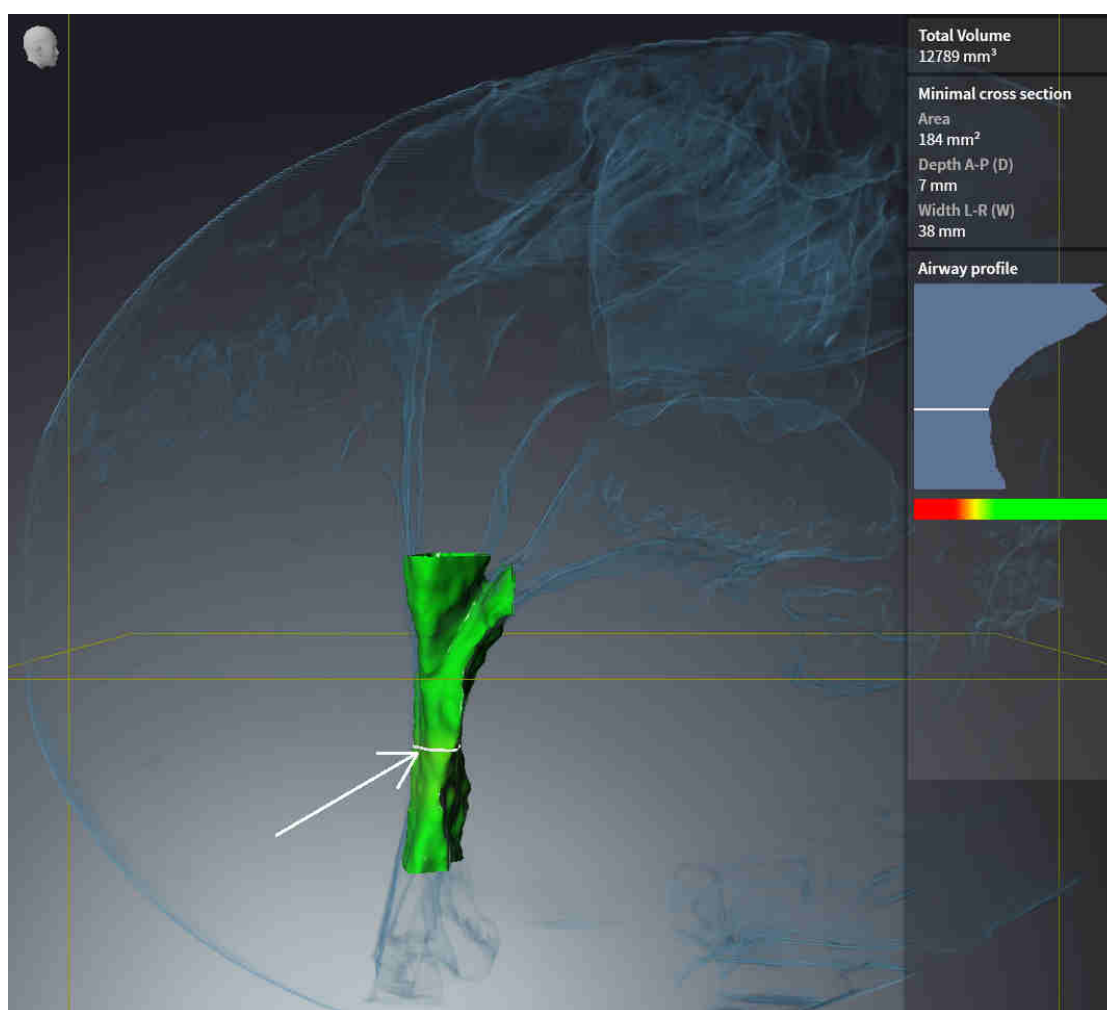 Total Volume
12789 mm³
Minimal cross section
Area
184 mm²
Depth A-P (D)
7 mm
Width L-R (W)
38 mm
Airway profile